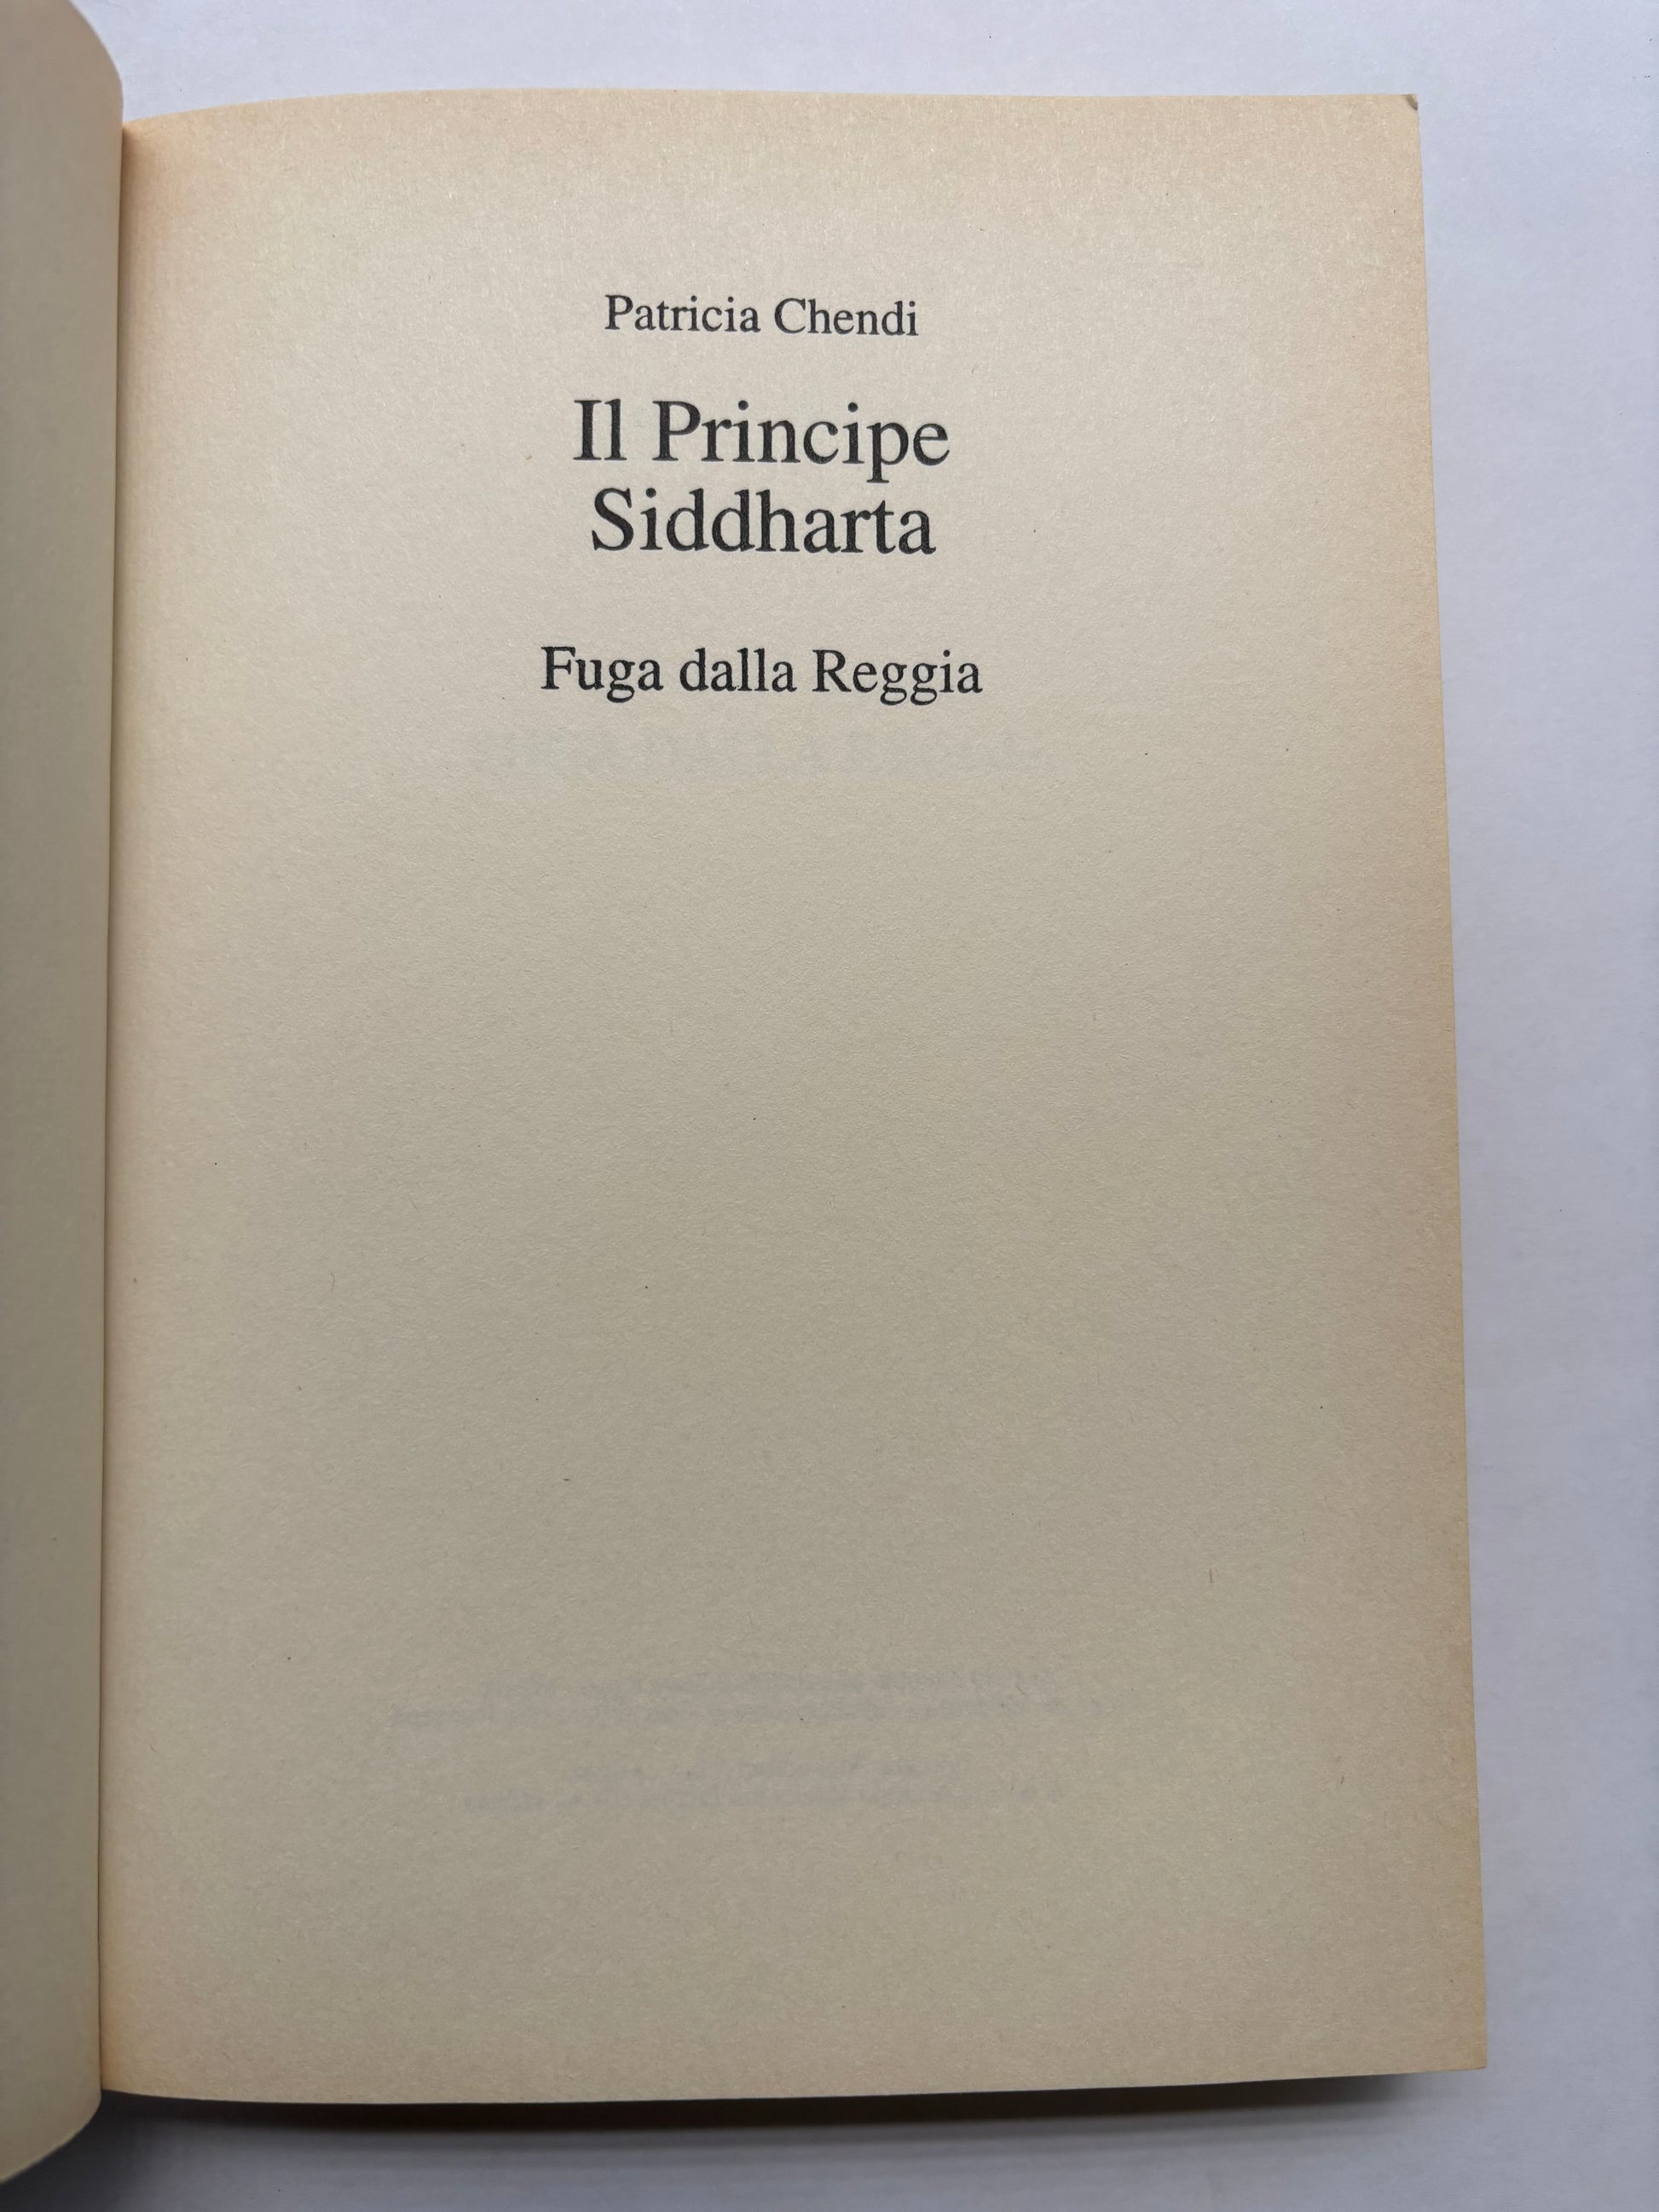 Patricia Chendi
Il Principe
Siddharta
Fuga dalla Reggia